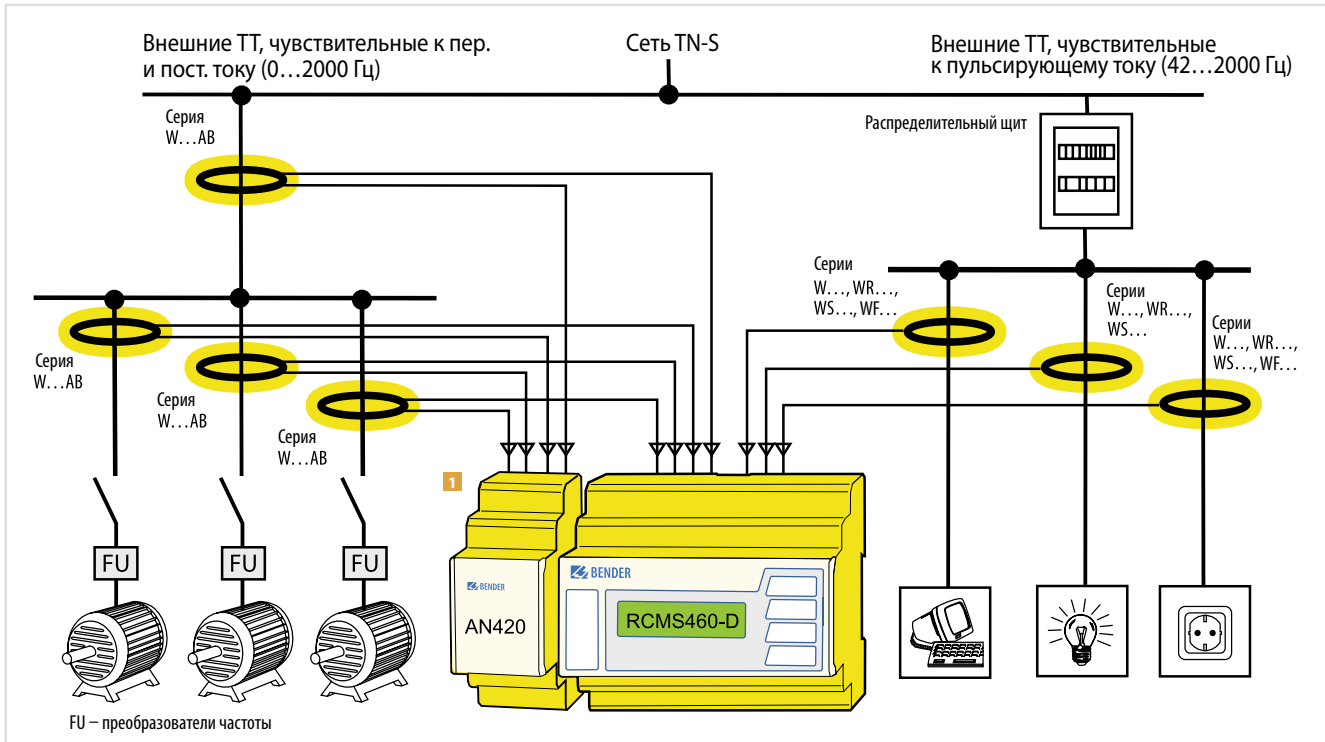 Внешние ТТ, чувствительные к пер.
и пост. току (0…2000 Гц)
Сеть TN-S
Внешние ТТ, чувствительные
к пульсирующему току (42…2000 Гц)
Серия
W…AB
Распределительный щит
Серии
W…, WR…,
WS…, WF…
Серии
W…, WR…,
WS…
Серии
W…, WR…,
WS…, WF…
Серия
W…AB
Серия
W…AB
Серия
W…AB
1
FU
FU
FU
BENDER
AN420
BENDER
RCMS460-D
FU – преобразователи частоты